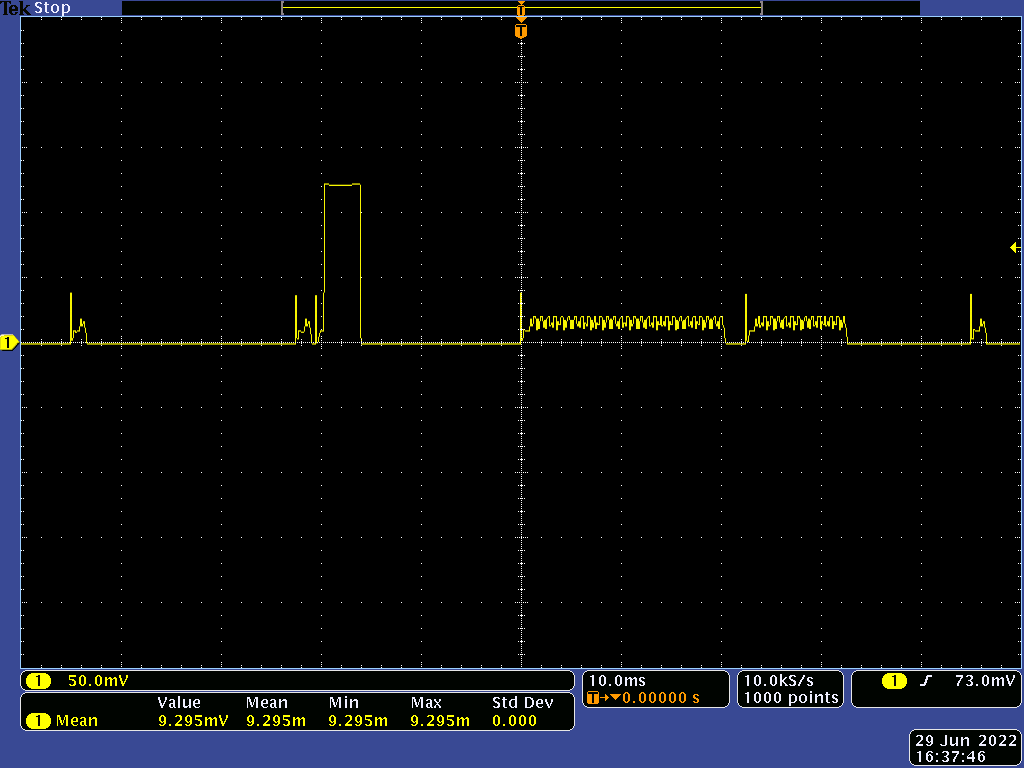 Tek Stop
T
T
1
1 50.0mV
Value Mean Min Max Std Dev
1 Mean 9.295mV 9.295m 9.295m 9.295m 0.000
10.0ms
T→▼0.00000 s
10.0kS/s
1000 points
1 73.0mV
29 Jun 2022
16:37:46